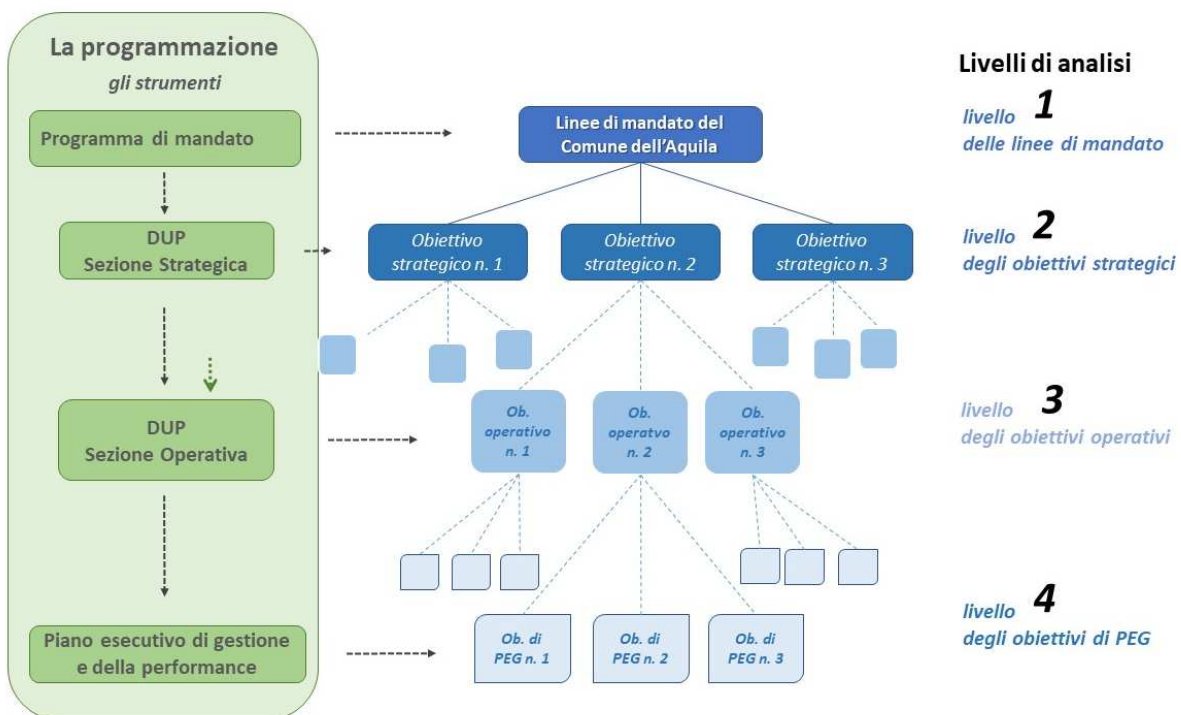 La programmazione
gli strumenti
Programma di mandato
DUP
Sezione Strategica
DUP
Sezione Operativa
Piano esecutivo di gestione
e della performance
Linee di mandato del
Comune dell'Aquila
Obiettivo
strategico n. 1
Obiettivo
strategico n. 2
Obiettivo
strategico n. 3
Ob.
operativo
n. 1
Ob.
operatvo
n. 2
Ob.
operativo
n. 3
Ob. di
PEG n. 1
Ob. di
PEG n. 2
Ob. di
PEG n. 3
Livelli di analisi
livello 1
delle linee di mandato
livello 2
degli obiettivi strategici
livello 3
degli obiettivi operativi
livello 4
degli obiettivi di PEG